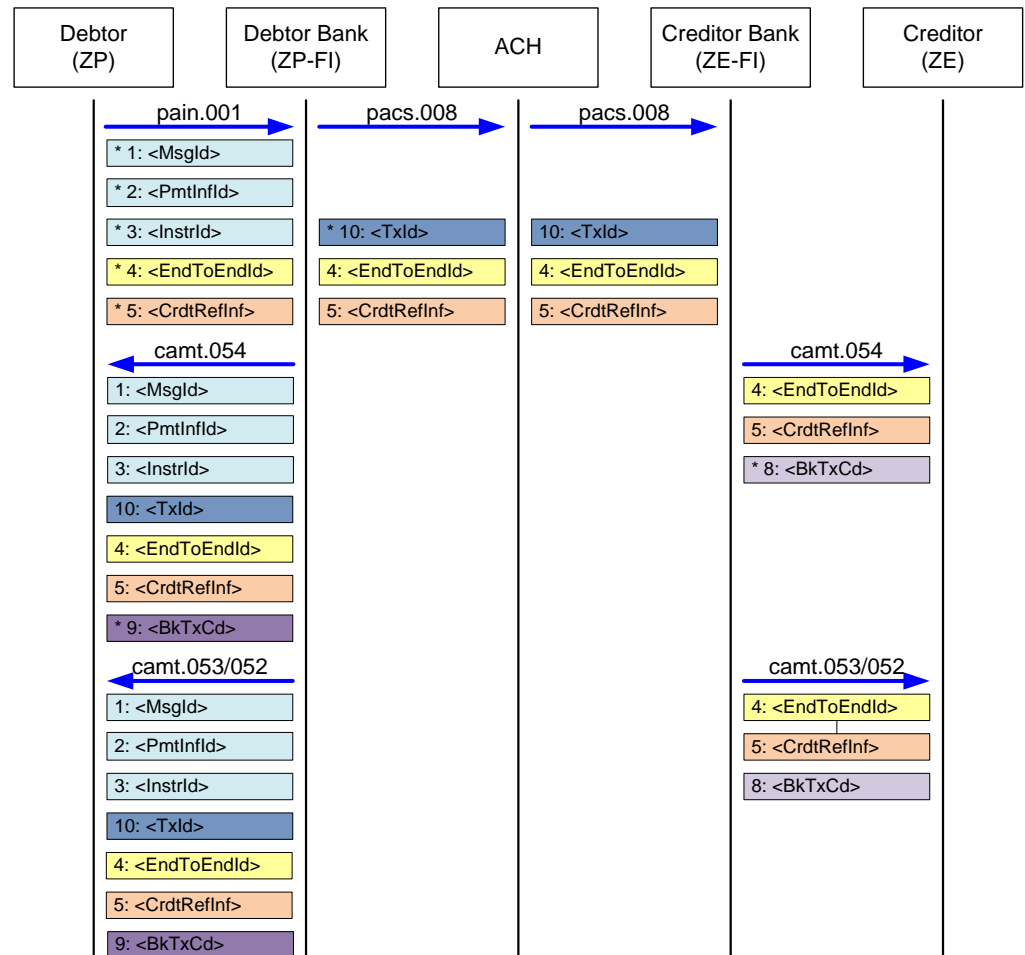 Debtor
(ZP)
Debtor Bank
(ZP-FI)
ACH
Creditor Bank
(ZE-FI)
Creditor
(ZE)
pain.001
pacs.008
pacs.008
* 1: <MsgId>
* 2: <PmtInfId>
* 3: <InstrId>
* 10: <TxId>
10: <TxId>
* 4: <EndToEndId>
4: <EndToEndId>
4: <EndToEndId>
* 5: <CrdtRefInf>
5: <CrdtRefInf>
5: <CrdtRefInf>
camt.054
camt.054
1: <MsgId>
4: <EndToEndId>
2: <PmtInfId>
5: <CrdtRefInf>
3: <InstrId>
* 8: <BkTxCd>
10: <TxId>
4: <EndToEndId>
5: <CrdtRefInf>
* 9: <BkTxCd>
camt.053/052
camt.053/052
1: <MsgId>
4: <EndToEndId>
2: <PmtInfId>
5: <CrdtRefInf>
3: <InstrId>
8: <BkTxCd>
10: <TxId>
4: <EndToEndId>
5: <CrdtRefInf>
9: <BkTxCd>